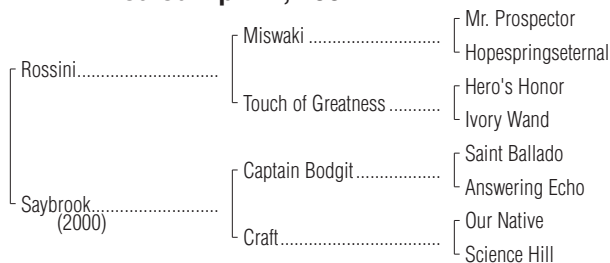 Mr. Prospector
Miswaki
Hopespringseternal
Rossini
Hero's Honor
Touch of Greatness
Ivory Wand
Saint Ballado
Captain Bodgit
Answering Echo
Saybrook
(2000)
Our Native
Craft
Science Hill